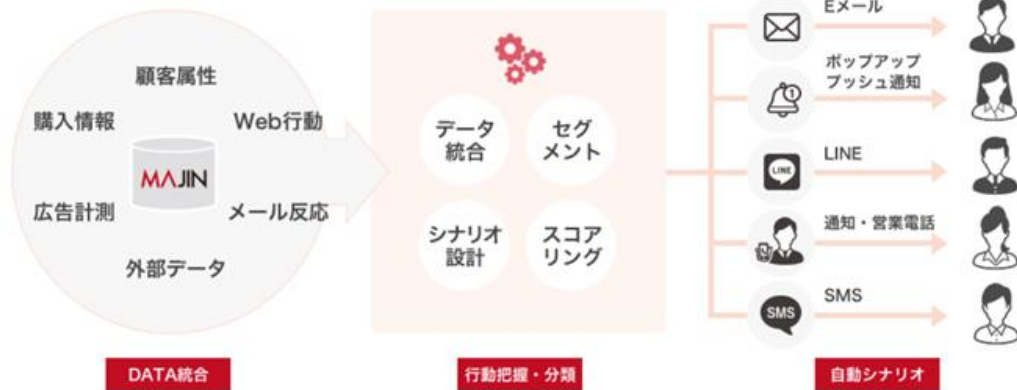 顧客属性
購入情報
Web行動
MAJIN
広告計測
メール反応
外部データ
DATA統合
データ
統合
セグ
メント
シナリオ
設計
スコア
リング
行動把握・分類
Eメール
ポップアップ
プッシュ通知
1
LINE
LINE
通知・営業電話
SMS
SMS
自動シナリオ